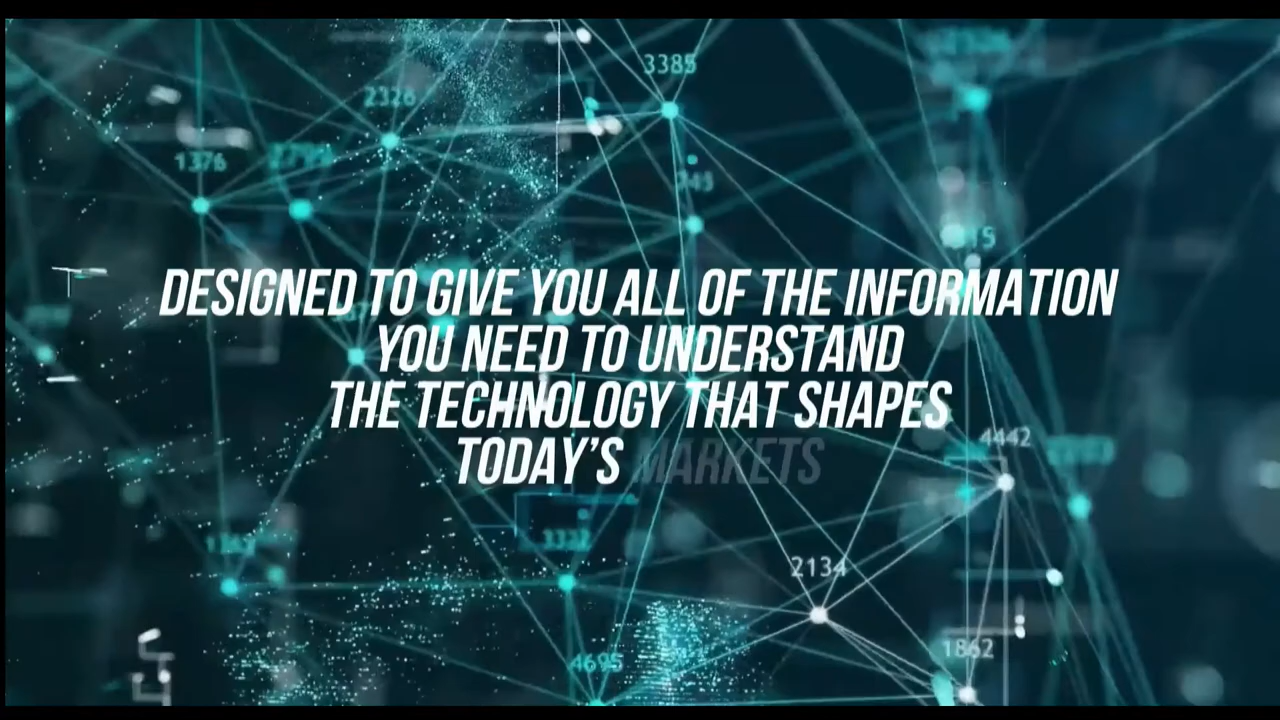 3385
2326
1376
DESIGNED TO GIVE YOU ALL OF THE INFORMATION
YOU NEED TO UNDERSTAND
THE TECHNOLOGY THAT SHAPES
TODAY'S MARKETS
4442
3332
2134
1862
4695